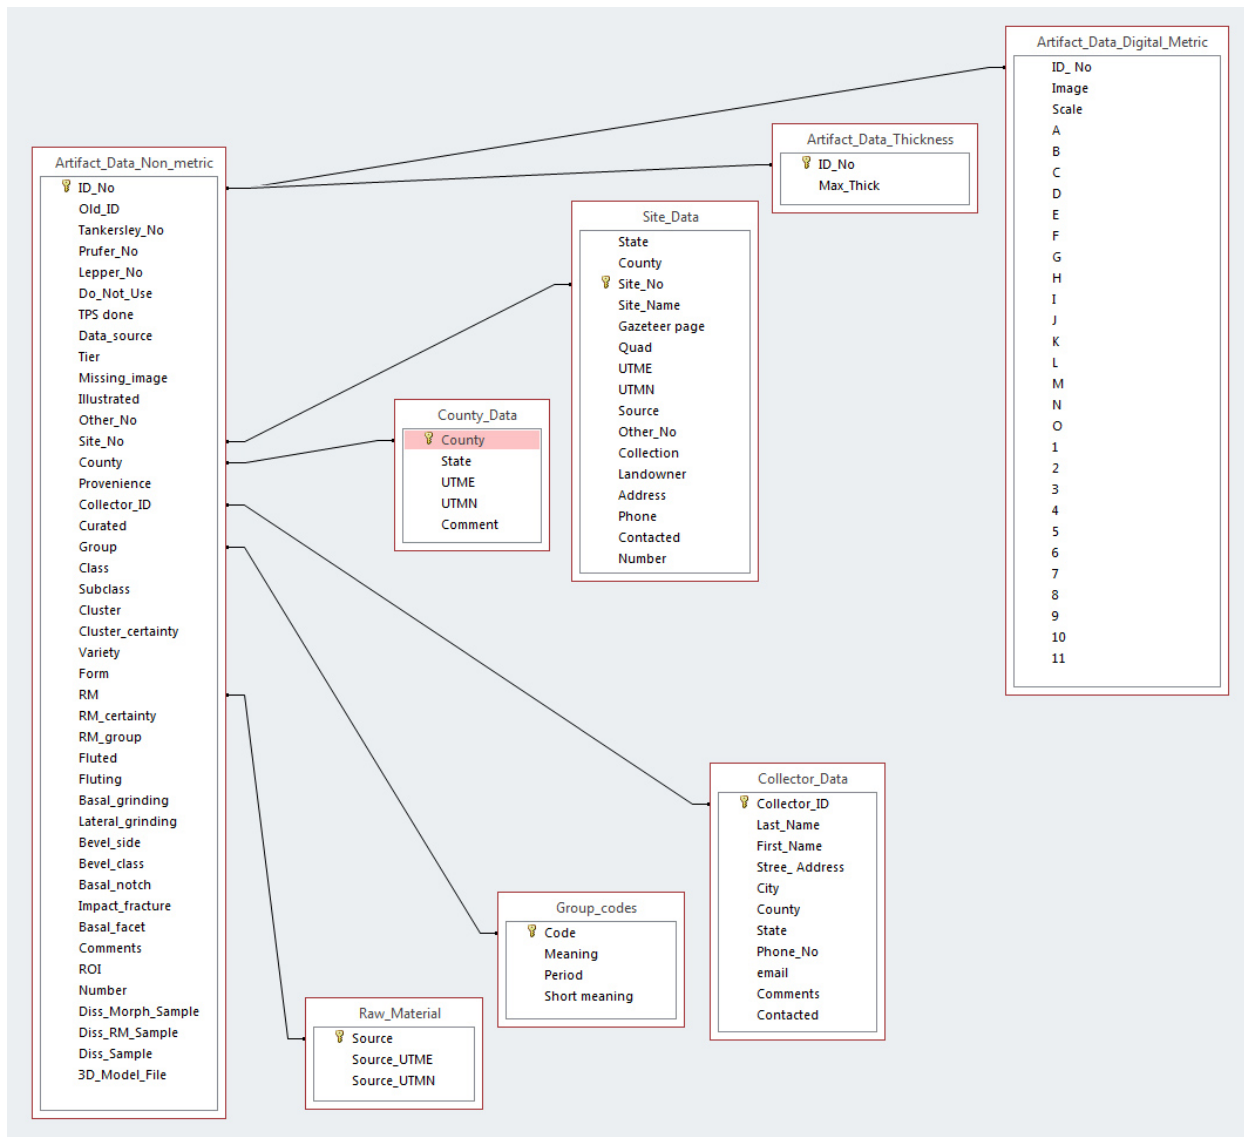 Artifact_Data_Non_metric
ID_No
Old_ID
Tankersley_No
Prufer_No
Lepper_No
Do_Not_Use
TPS done
Data_source
Tier
Missing_image
Illustrated
Other_No
Site_No
County
Provenience
Collector_ID
Curated
Group
Class
Subclass
Cluster
Cluster_certainty
Variety
Form
RM
RM_certainty
RM_group
Fluted
Fluting
Basal_grinding
Lateral_grinding
Bevel_side
Bevel_class
Basal_notch
Impact_fracture
Basal_facet
Comments
ROI
Number
Diss_Morph_Sample
Diss_RM_Sample
Diss_Sample
3D_Model_File
Raw_Material
Source
Source_UTME
Source_UTMN
County_Data
County
State
UTME
UTMN
Comment
Group_codes
Code
Meaning
Period
Short meaning
Site_Data
State
County
Site_No
Site_Name
Gazeteer page
Quad
UTME
UTMN
Source
Other_No
Collection
Landowner
Address
Phone
Contacted
Number
Collector_Data
Collector_ID
Last_Name
First_Name
Stree_ Address
City
County
State
Phone_No
email
Comments
Contacted
Artifact_Data_Thickness
ID_No
Max_Thick
Artifact_Data_Digital_Metric
ID_ No
Image
Scale
A
B
C
D
E
F
G
H
I
J
K
L
M
N
O
1
2
3
4
5
6
7
8
9
10
11